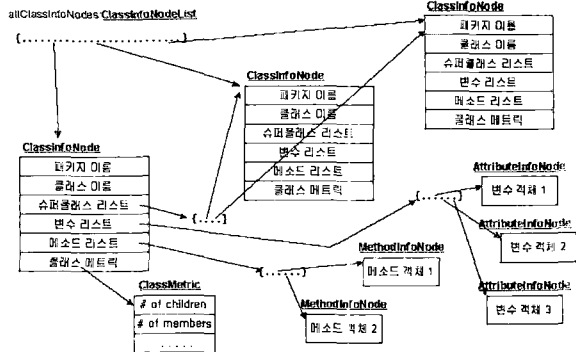 allClassInfoNodes:ClassInfoNodeList
{....................}
ClassInfoNode
패키지 이름
클래스 이름
슈퍼클래스 리스트
변수 리스트
메소드 리스트
클래스 메트릭
ClassInfoNode
패키지 이름
클래스 이름
슈퍼클래스 리스트
변수 리스트
메소드 리스트
클래스 메트릭
ClassInfoNode
패키지 이름
클래스 이름
슈퍼클래스 리스트
변수 리스트
메소드 리스트
클래스 메트릭
{....}
{.....}
{.....}
AttributeInfoNode
변수 객체 1
AttributeInfoNode
변수 객체 2
AttributeInfoNode
변수 객체 3
MethodInfoNode
메소드 객체 1
MethodInfoNode
메소드 객체 2
ClassMetric
# of children
# of members
. . . . .